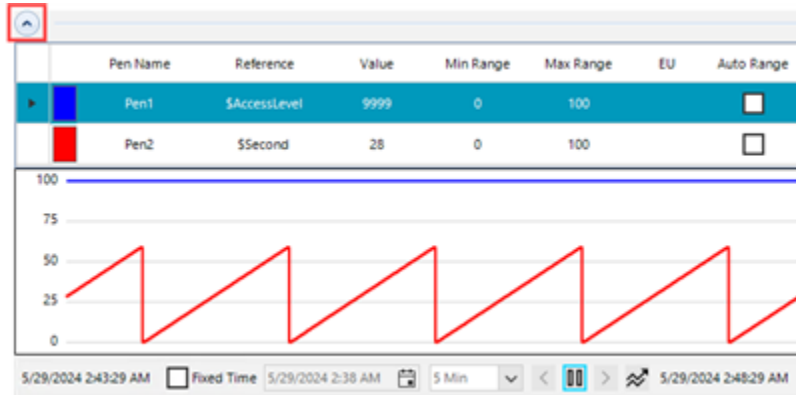 Pen Name Reference Value Min Range Max Range EU Auto Range
Pen1 $AccessLevel 9999 0 100
Pen2 $Second 28 0 100
100
75
50
25
0
5/29/2024 2:43:29 AM Fixed Time 5/29/2024 2:38 AM 5 Min 5/29/2024 2:48:29 AM